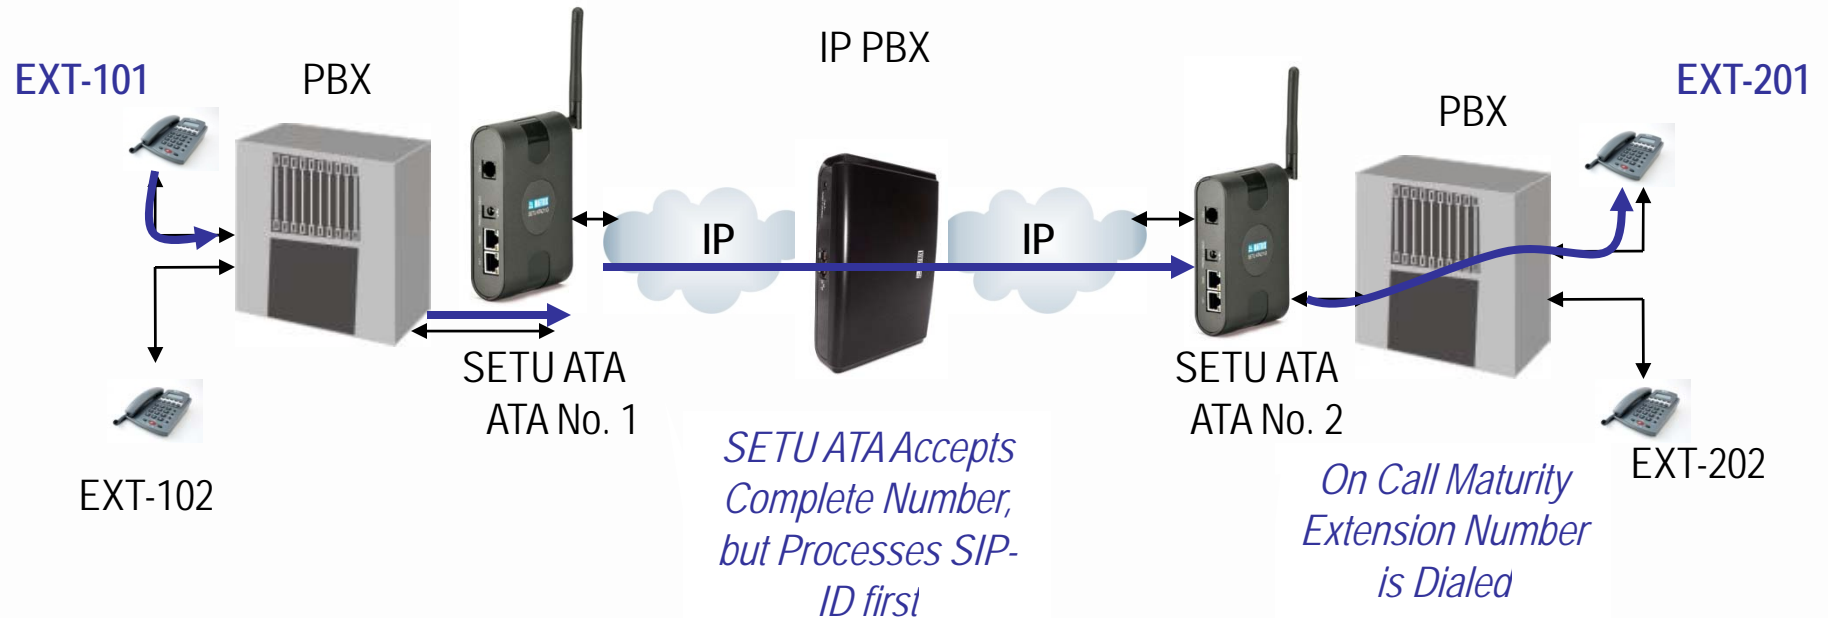 IP PBX
EXT-101
PBX
EXT-201
PBX
IP
IP
MATRIX
MATRIX
SETU ATA
ATA No. 1
SETU ATA
ATA No. 2
EXT-102
EXT-202
SETU ATA Accepts
Complete Number,
but Processes SIP-
ID first
On Call Maturity
Extension Number
is Dialed